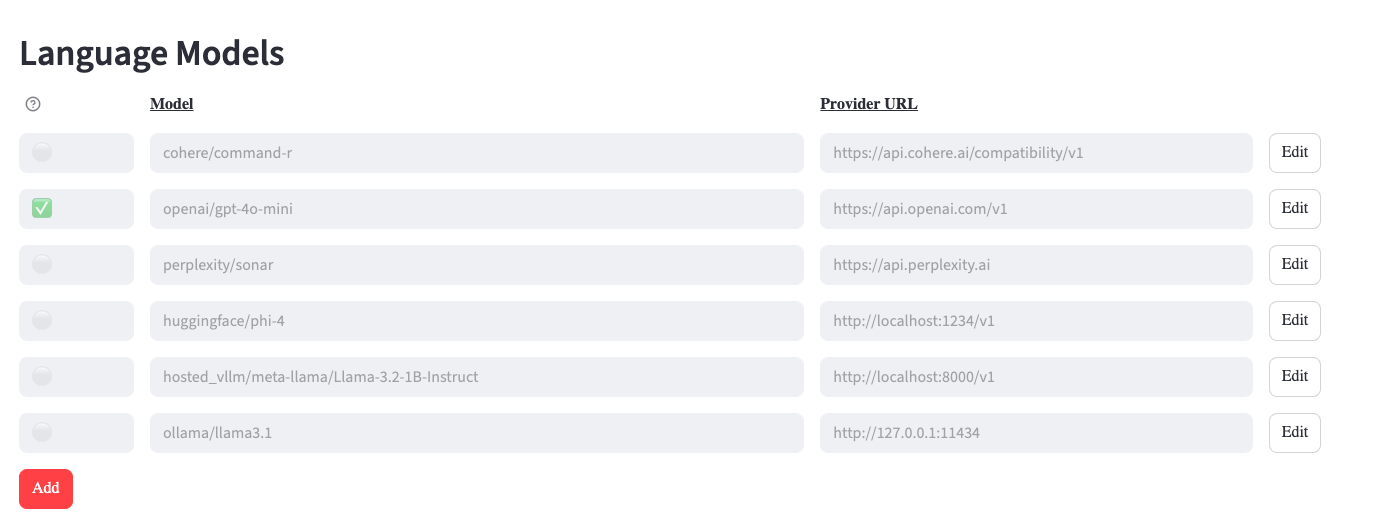 Language Models
Model Provider URL
cohere/command-r https://api.cohere.ai/compatibility/v1 Edit
openai/gpt-4o-mini https://api.openai.com/v1 Edit
perplexity/sonar https://api.perplexity.ai Edit
huggingface/phi-4 http://localhost:1234/v1 Edit
hosted_vllm/meta-llama/Llama-3.2-1B-Instruct http://localhost:8000/v1 Edit
ollama/llama3.1 http://127.0.0.1:11434 Edit
Add